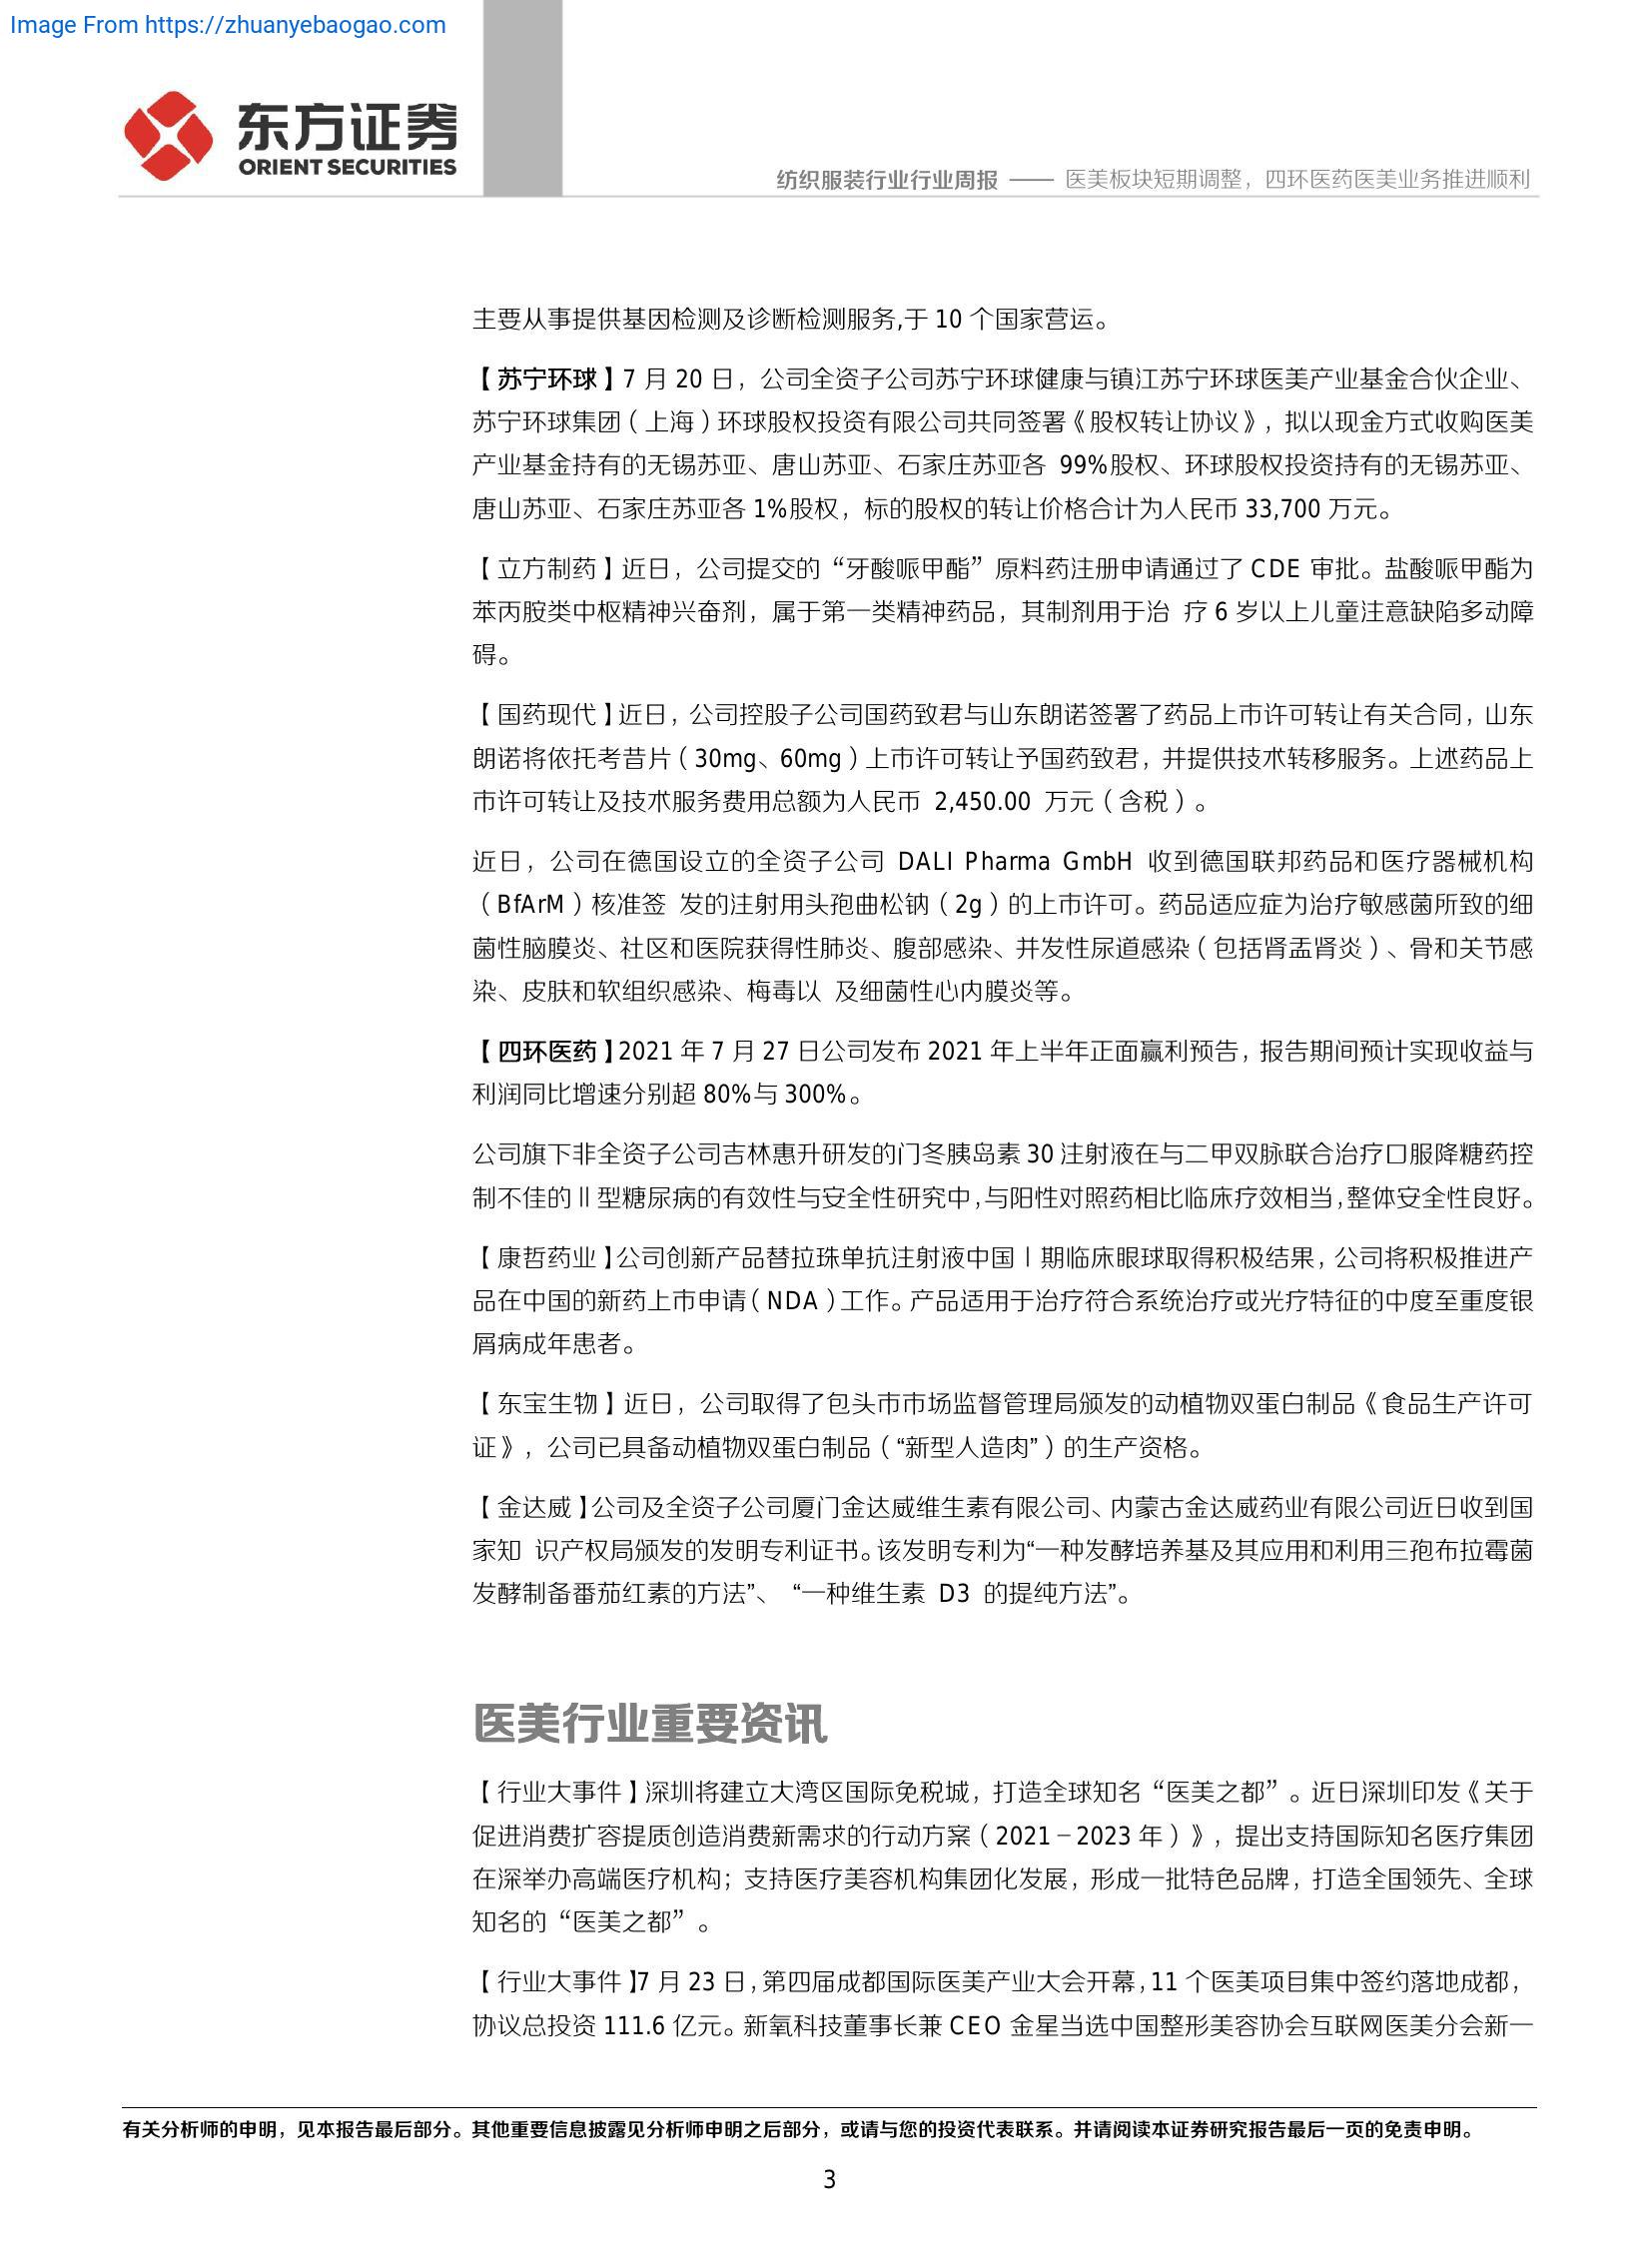 Image From https://zhuanyebaogao.com
东方证券
ORIENT SECURITIES
纺织服装行业行业周报 —— 医美板块短期调整，四环医药医美业务推进顺利
主要从事提供基因检测及诊断检测服务,于 10 个国家营运。
【苏宁环球】7 月 20 日，公司全资子公司苏宁环球健康与镇江苏宁环球医美产业基金合伙企业、
苏宁环球集团（上海）环球股权投资有限公司共同签署《股权转让协议》，拟以现金方式收购医美
产业基金持有的无锡苏亚、唐山苏亚、石家庄苏亚各 99%股权、环球股权投资持有的无锡苏亚、
唐山苏亚、石家庄苏亚各 1%股权，标的股权的转让价格合计为人民币 33,700 万元。
【立方制药】近日，公司提交的“牙酸哌甲酯”原料药注册申请通过了 CDE 审批。盐酸哌甲酯为
苯丙胺类中枢精神兴奋剂，属于第一类精神药品，其制剂用于治 疗 6 岁以上儿童注意缺陷多动障
碍。
【国药现代】近日，公司控股子公司国药致君与山东朗诺签署了药品上市许可转让有关合同，山东
朗诺将依托考昔片（30mg、60mg）上市许可转让予国药致君，并提供技术转移服务。上述药品上
市许可转让及技术服务费用总额为人民币 2,450.00 万元（含税）。
近日，公司在德国设立的全资子公司 DALI Pharma GmbH 收到德国联邦药品和医疗器械机构
（BfArM）核准签 发的注射用头孢曲松钠（2g）的上市许可。药品适应症为治疗敏感菌所致的细
菌性脑膜炎、社区和医院获得性肺炎、腹部感染、并发性尿道感染（包括肾盂肾炎）、骨和关节感
染、皮肤和软组织感染、梅毒以 及细菌性心内膜炎等。
【四环医药】2021 年 7 月 27 日公司发布 2021 年上半年正面赢利预告，报告期间预计实现收益与
利润同比增速分别超 80%与 300%。
公司旗下非全资子公司吉林惠升研发的门冬胰岛素 30 注射液在与二甲双脉联合治疗口服降糖药控
制不佳的Ⅱ型糖尿病的有效性与安全性研究中,与阳性对照药相比临床疗效相当,整体安全性良好。
【康哲药业】公司创新产品替拉珠单抗注射液中国Ⅰ期临床眼球取得积极结果，公司将积极推进产
品在中国的新药上市申请（NDA）工作。产品适用于治疗符合系统治疗或光疗特征的中度至重度银
屑病成年患者。
【东宝生物】近日，公司取得了包头市市场监督管理局颁发的动植物双蛋白制品《食品生产许可
证》，公司已具备动植物双蛋白制品（“新型人造肉”）的生产资格。
【金达威】公司及全资子公司厦门金达威维生素有限公司、内蒙古金达威药业有限公司近日收到国
家知 识产权局颁发的发明专利证书。该发明专利为“一种发酵培养基及其应用和利用三孢布拉霉菌
发酵制备番茄红素的方法”、 “一种维生素 D3 的提纯方法”。
医美行业重要资讯
【行业大事件】深圳将建立大湾区国际免税城，打造全球知名“医美之都”。近日深圳印发《关于
促进消费扩容提质创造消费新需求的行动方案（2021－2023 年）》，提出支持国际知名医疗集团
在深举办高端医疗机构；支持医疗美容机构集团化发展，形成一批特色品牌，打造全国领先、全球
知名的“医美之都”。
【行业大事件】7 月 23 日，第四届成都国际医美产业大会开幕，11 个医美项目集中签约落地成都，
协议总投资 111.6 亿元。新氧科技董事长兼 CEO 金星当选中国整形美容协会互联网医美分会新一
有关分析师的申明，见本报告最后部分。其他重要信息披露见分析师申明之后部分，或请与您的投资代表联系。并请阅读本证券研究报告最后一页的免责申明。
3